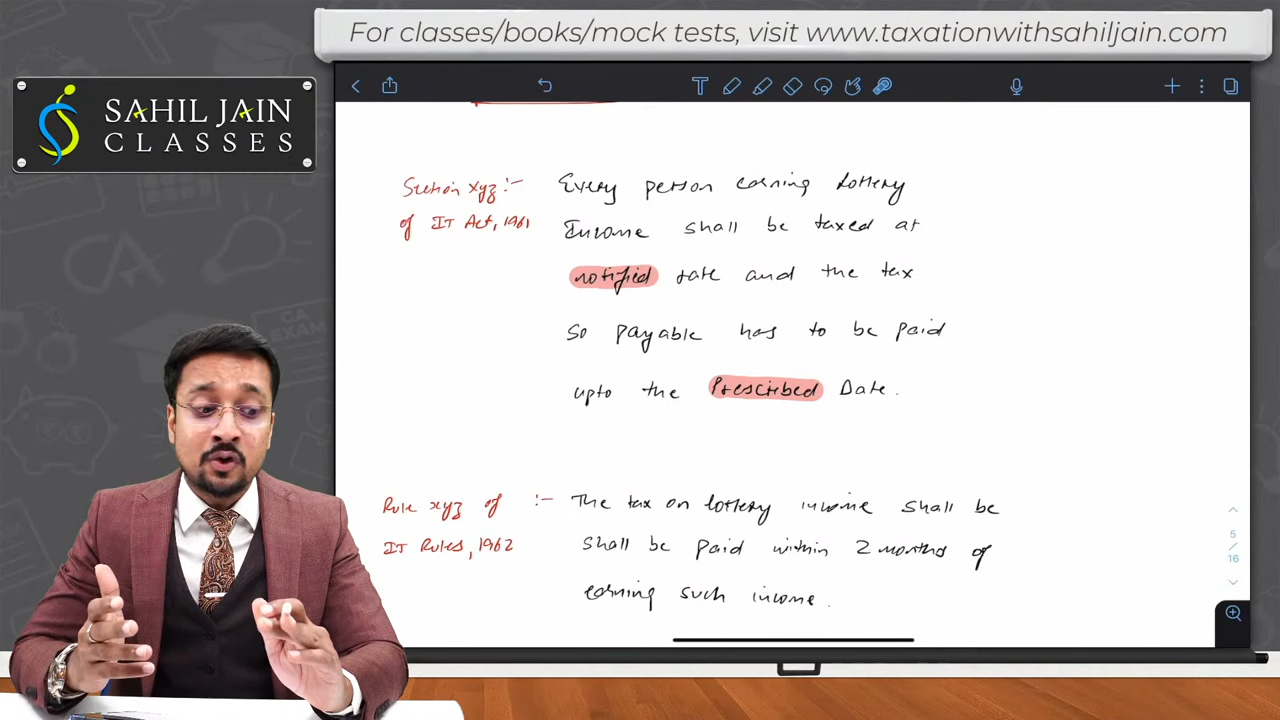 For classes/books/mock tests, visit www.taxationwithsahiljain.com
SAHIL JAIN
CLASSES
Section xyz :- Every person earning lottery
of IT Act, 1961 Income shall be taxed at
notified rate and the tax
so payable has to be paid
upto the Prescribed Date.
Rule xyz of :- The tax on lottery income shall be
IT Rules, 1962 shall be paid within 2 months of
earning such income.
5
/
16